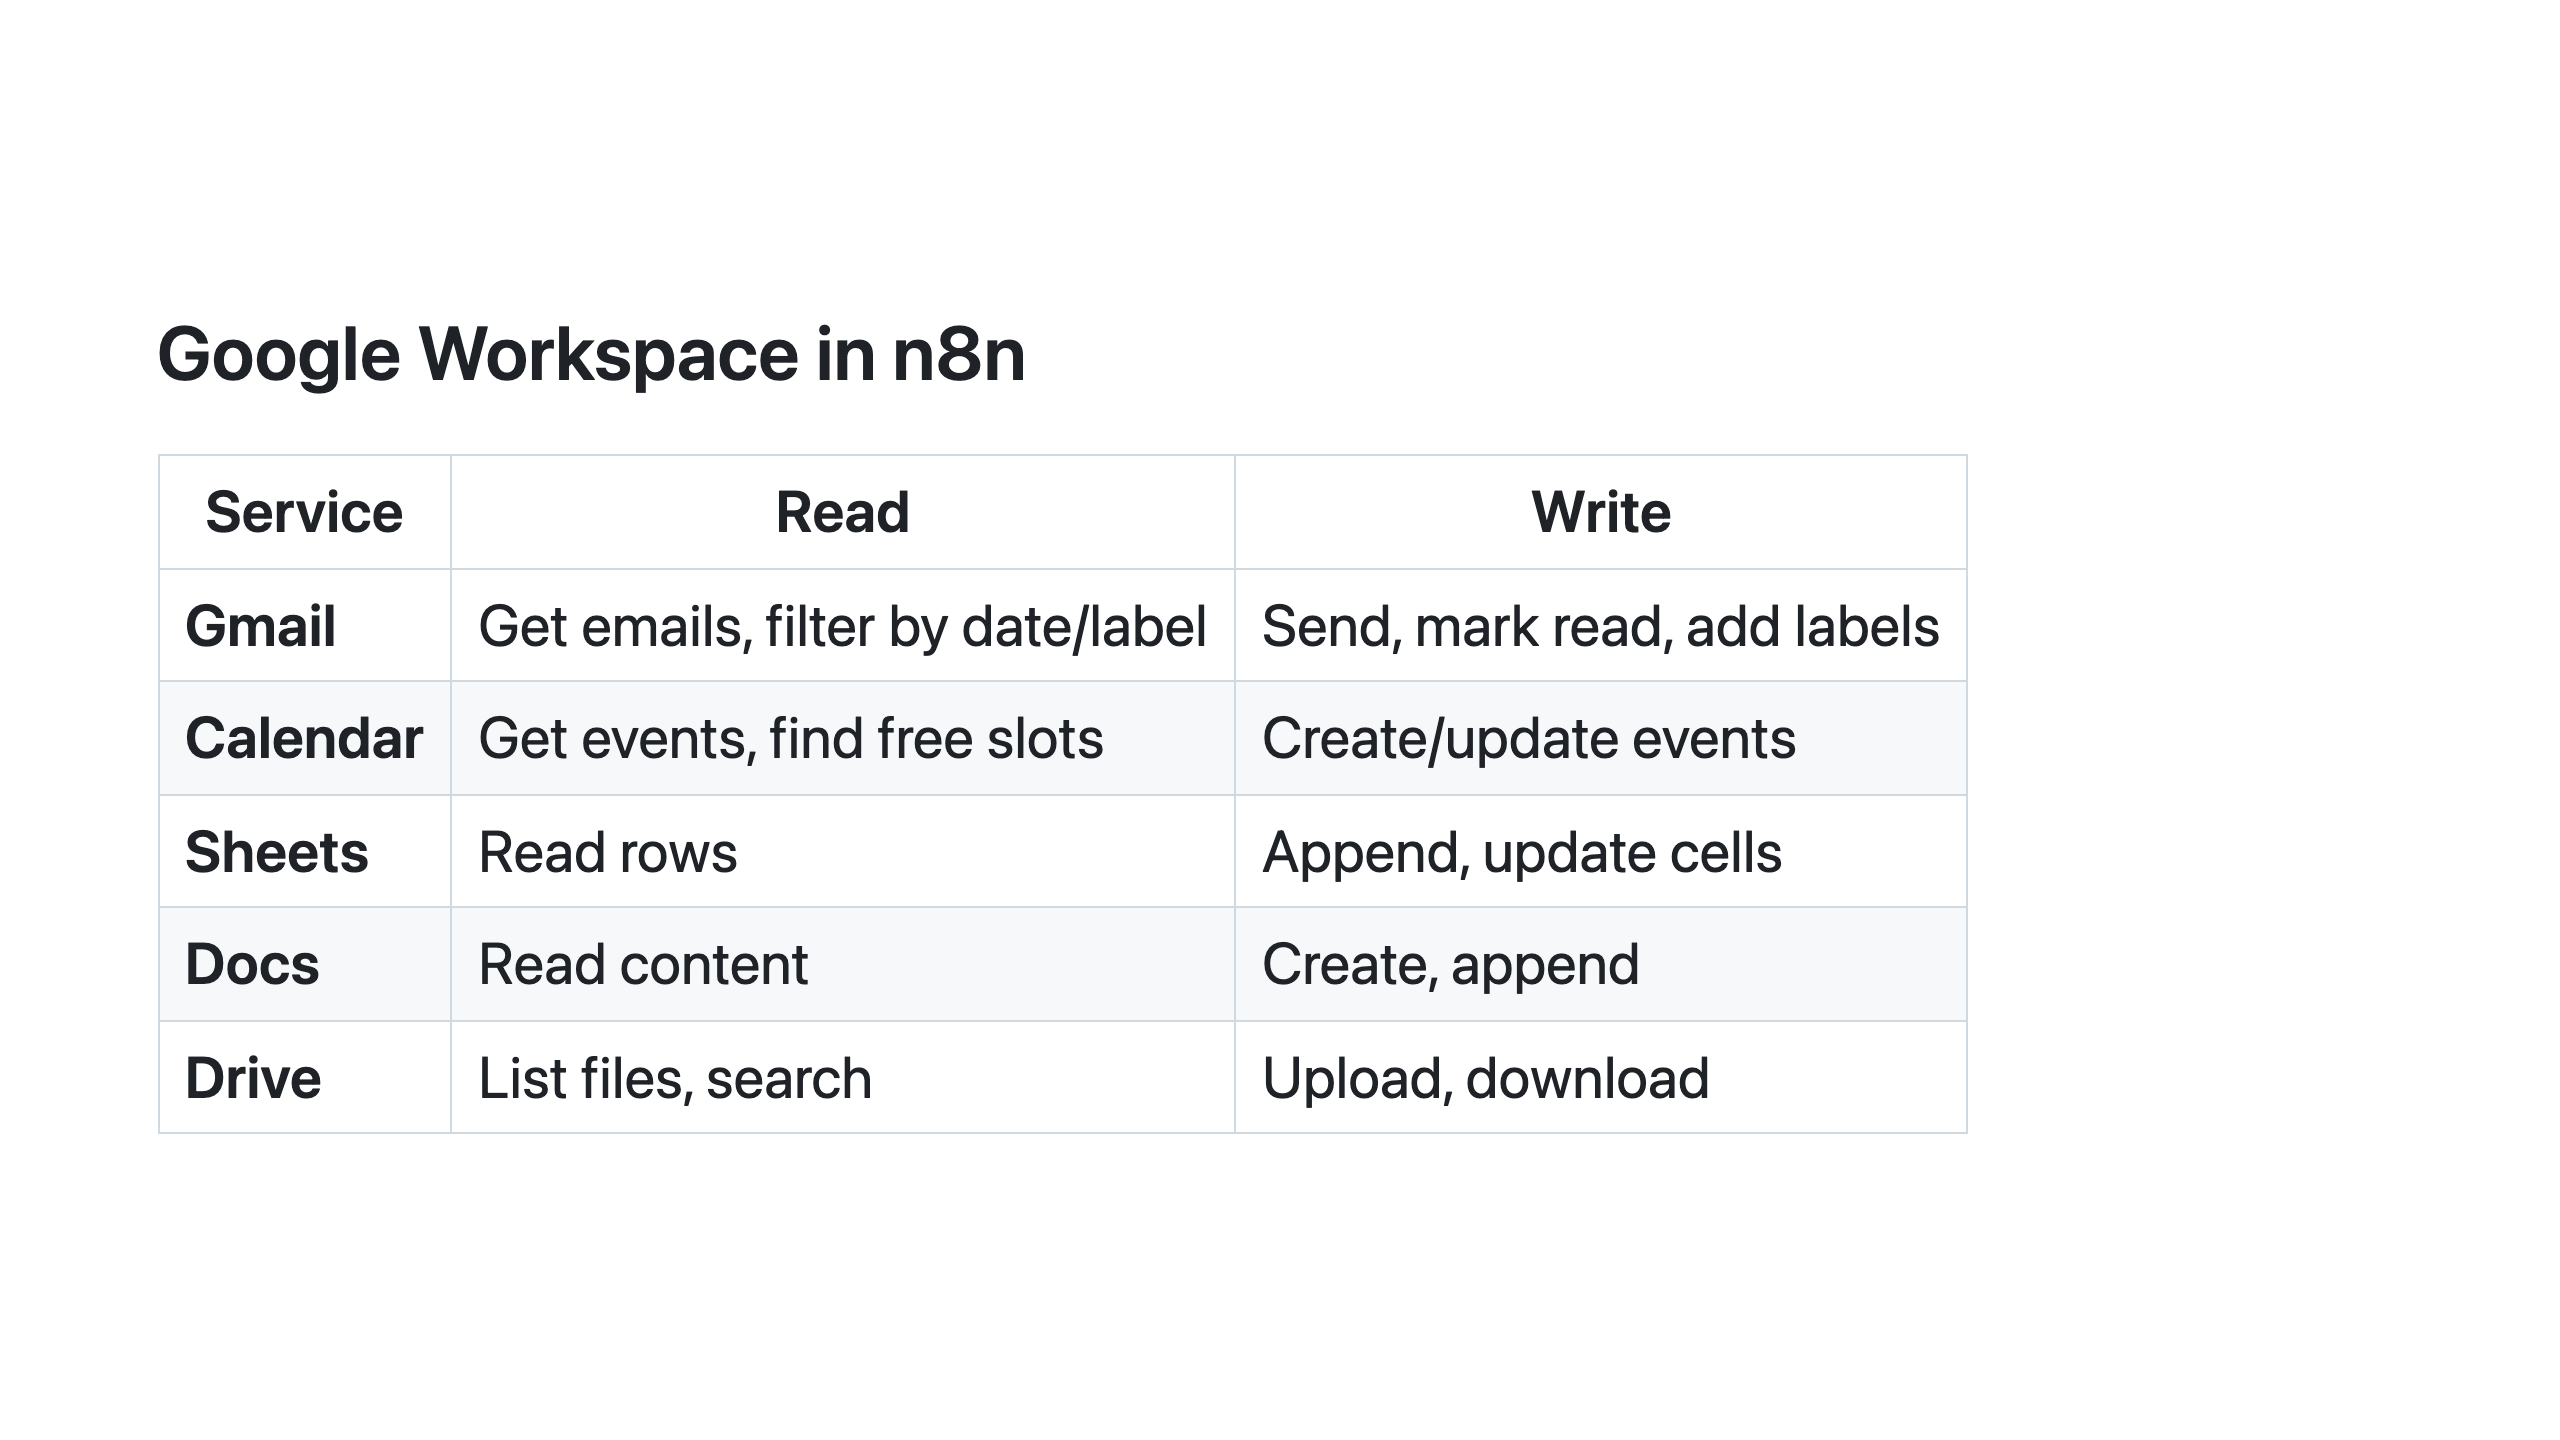 Google Workspace in n8n
Service Read Write
Gmail Get emails, filter by date/label Send, mark read, add labels
Calendar Get events, find free slots Create/update events
Sheets Read rows Append, update cells
Docs Read content Create, append
Drive List files, search Upload, download